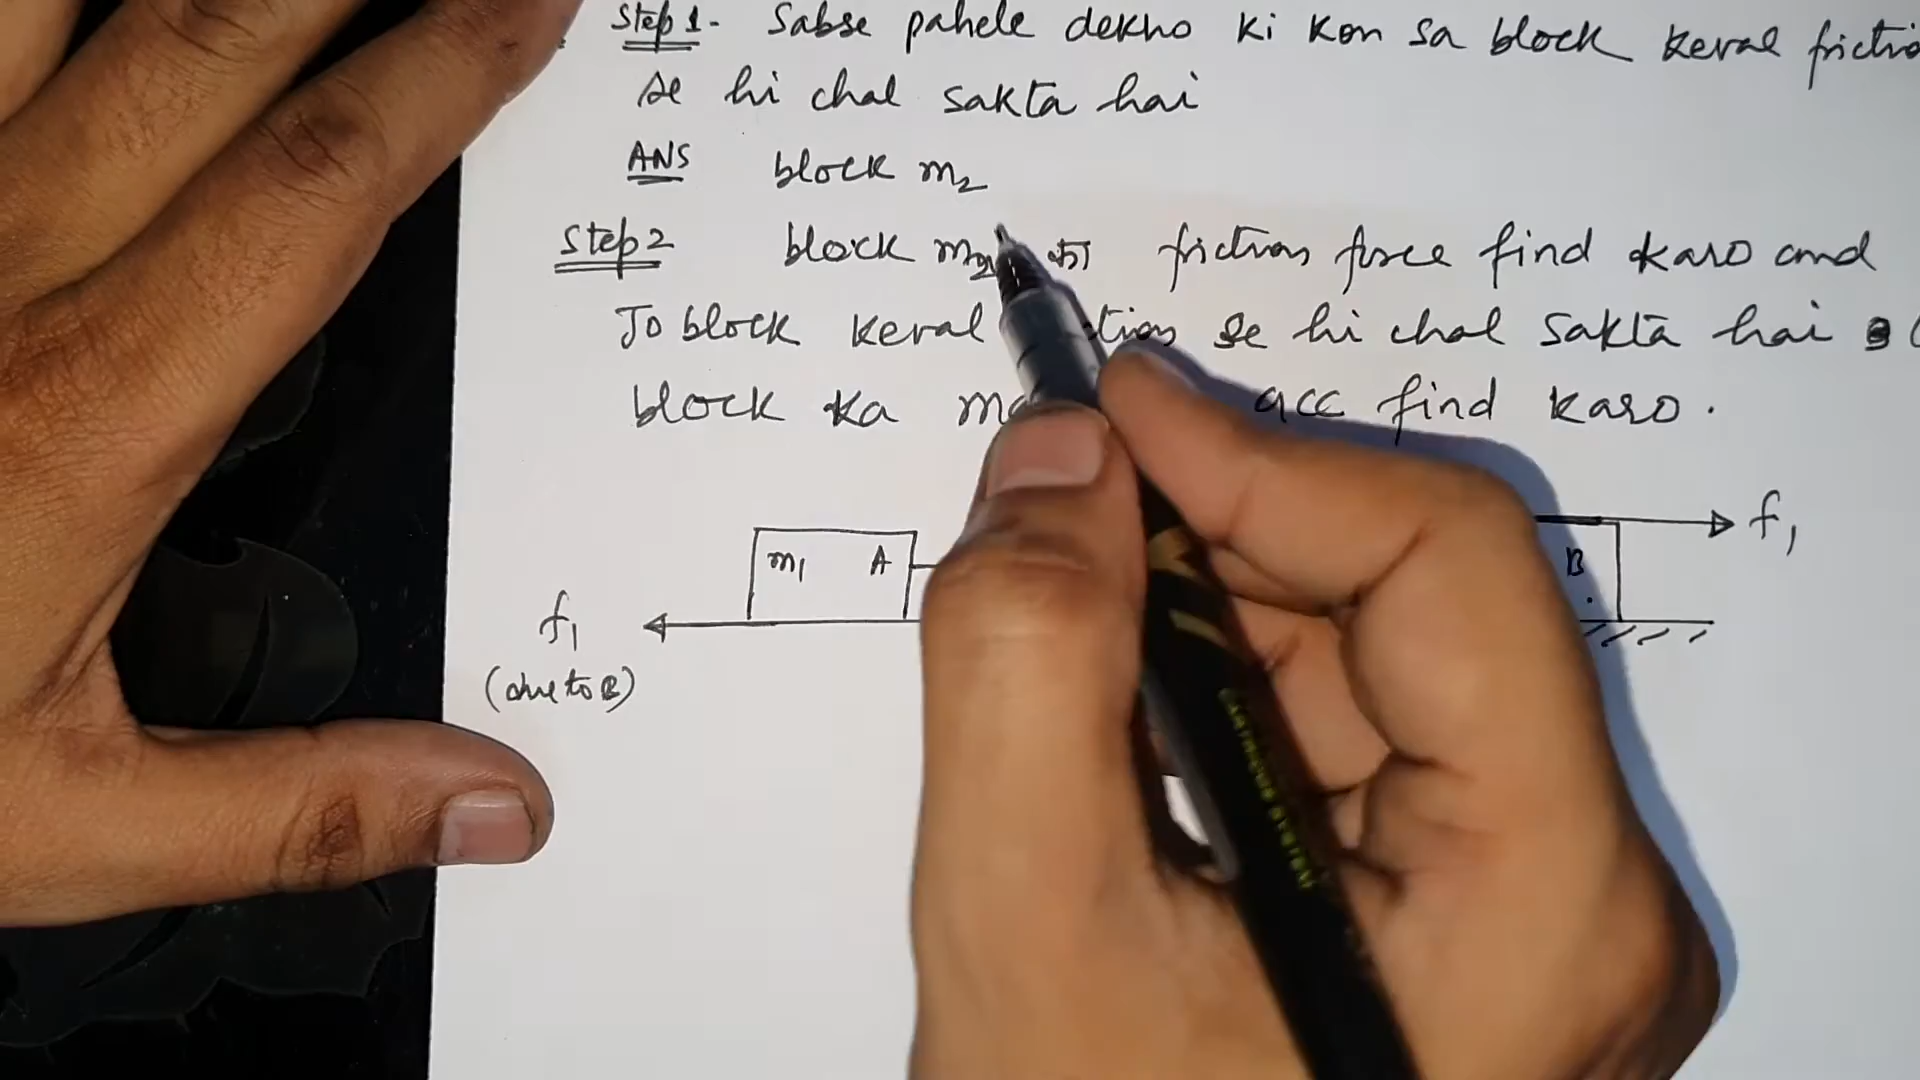 Step 1- Sabse pahele dekho ki kon sa block keval frictio
se hi chal sakta hai
ANS block m2
Step 2 block का friction force find karo and
Jo block keval se hi chal sakta hai
block ka acc find karo.
f1
m1 A B
f1
(due to B)